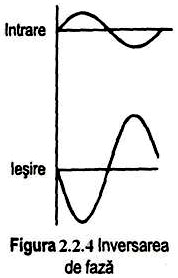 Intrare
Ieşire
Figura 2.2.4 Inversarea
de fază